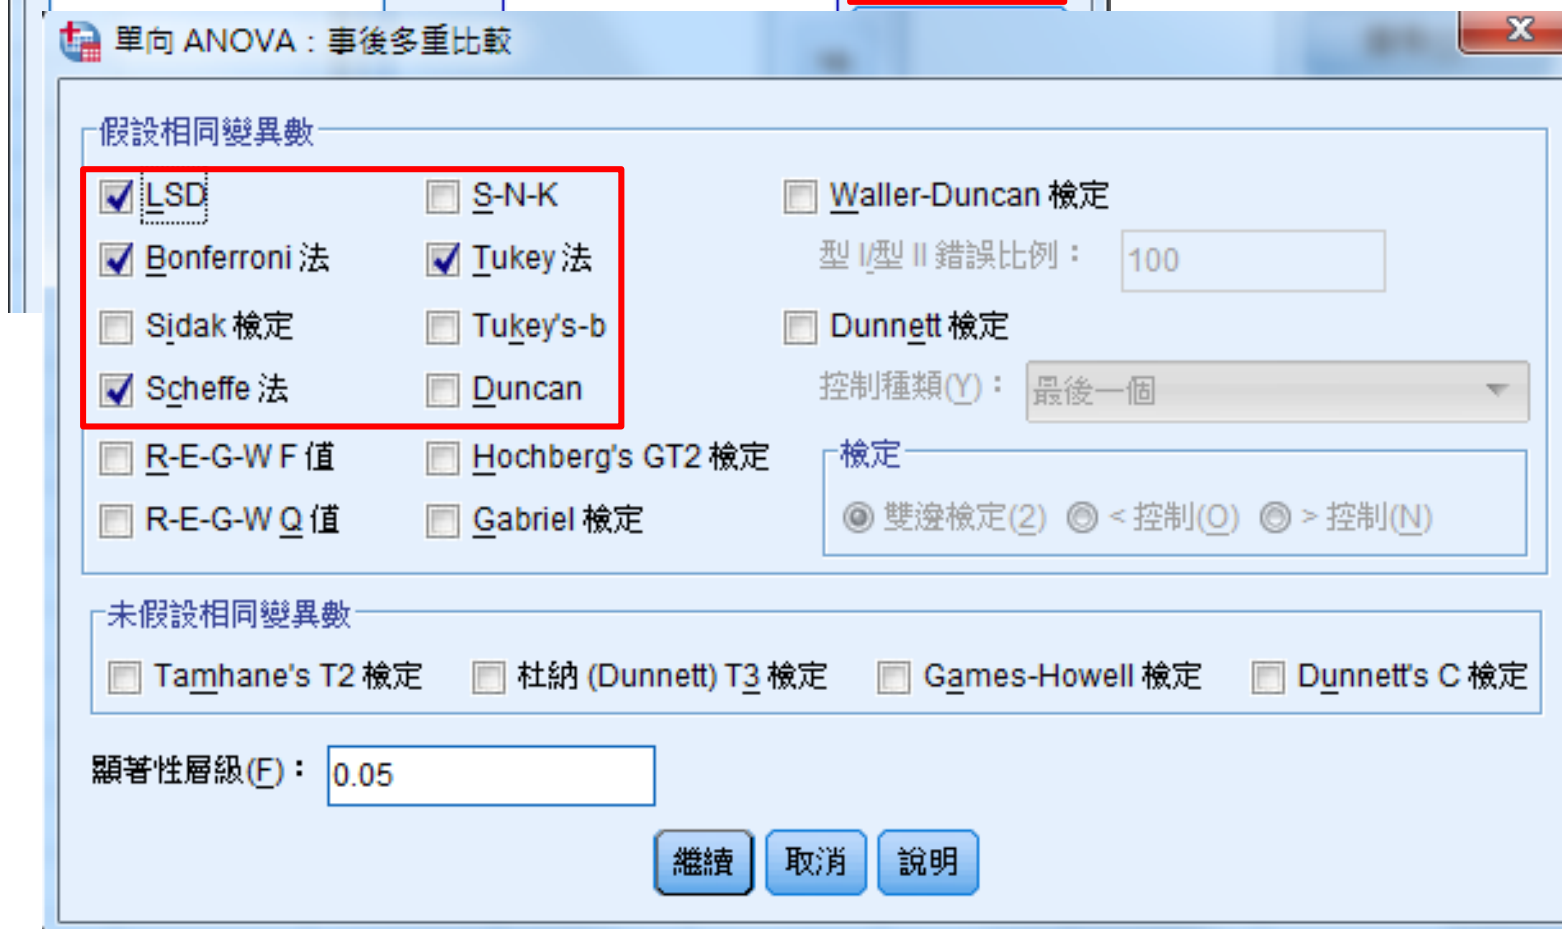 單向 ANOVA：事後多重比較
假設相同變異數
LSD S-N-K Waller-Duncan 檢定
Bonferroni 法 Tukey 法 型 I/型 II 錯誤比例： 100
Sidak 檢定 Tukey's-b Dunnett 檢定
Scheffe 法 Duncan 控制種類(Y)： 最後一個
R-E-G-W F 值 Hochberg's GT2 檢定 檢定
R-E-G-W Q 值 Gabriel 檢定 雙邊檢定(2) < 控制(O) > 控制(N)
未假設相同變異數
Tamhane's T2 檢定 杜納 (Dunnett) T3 檢定 Games-Howell 檢定 Dunnett's C 檢定
顯著性層級(F)： 0.05
繼續 取消 說明